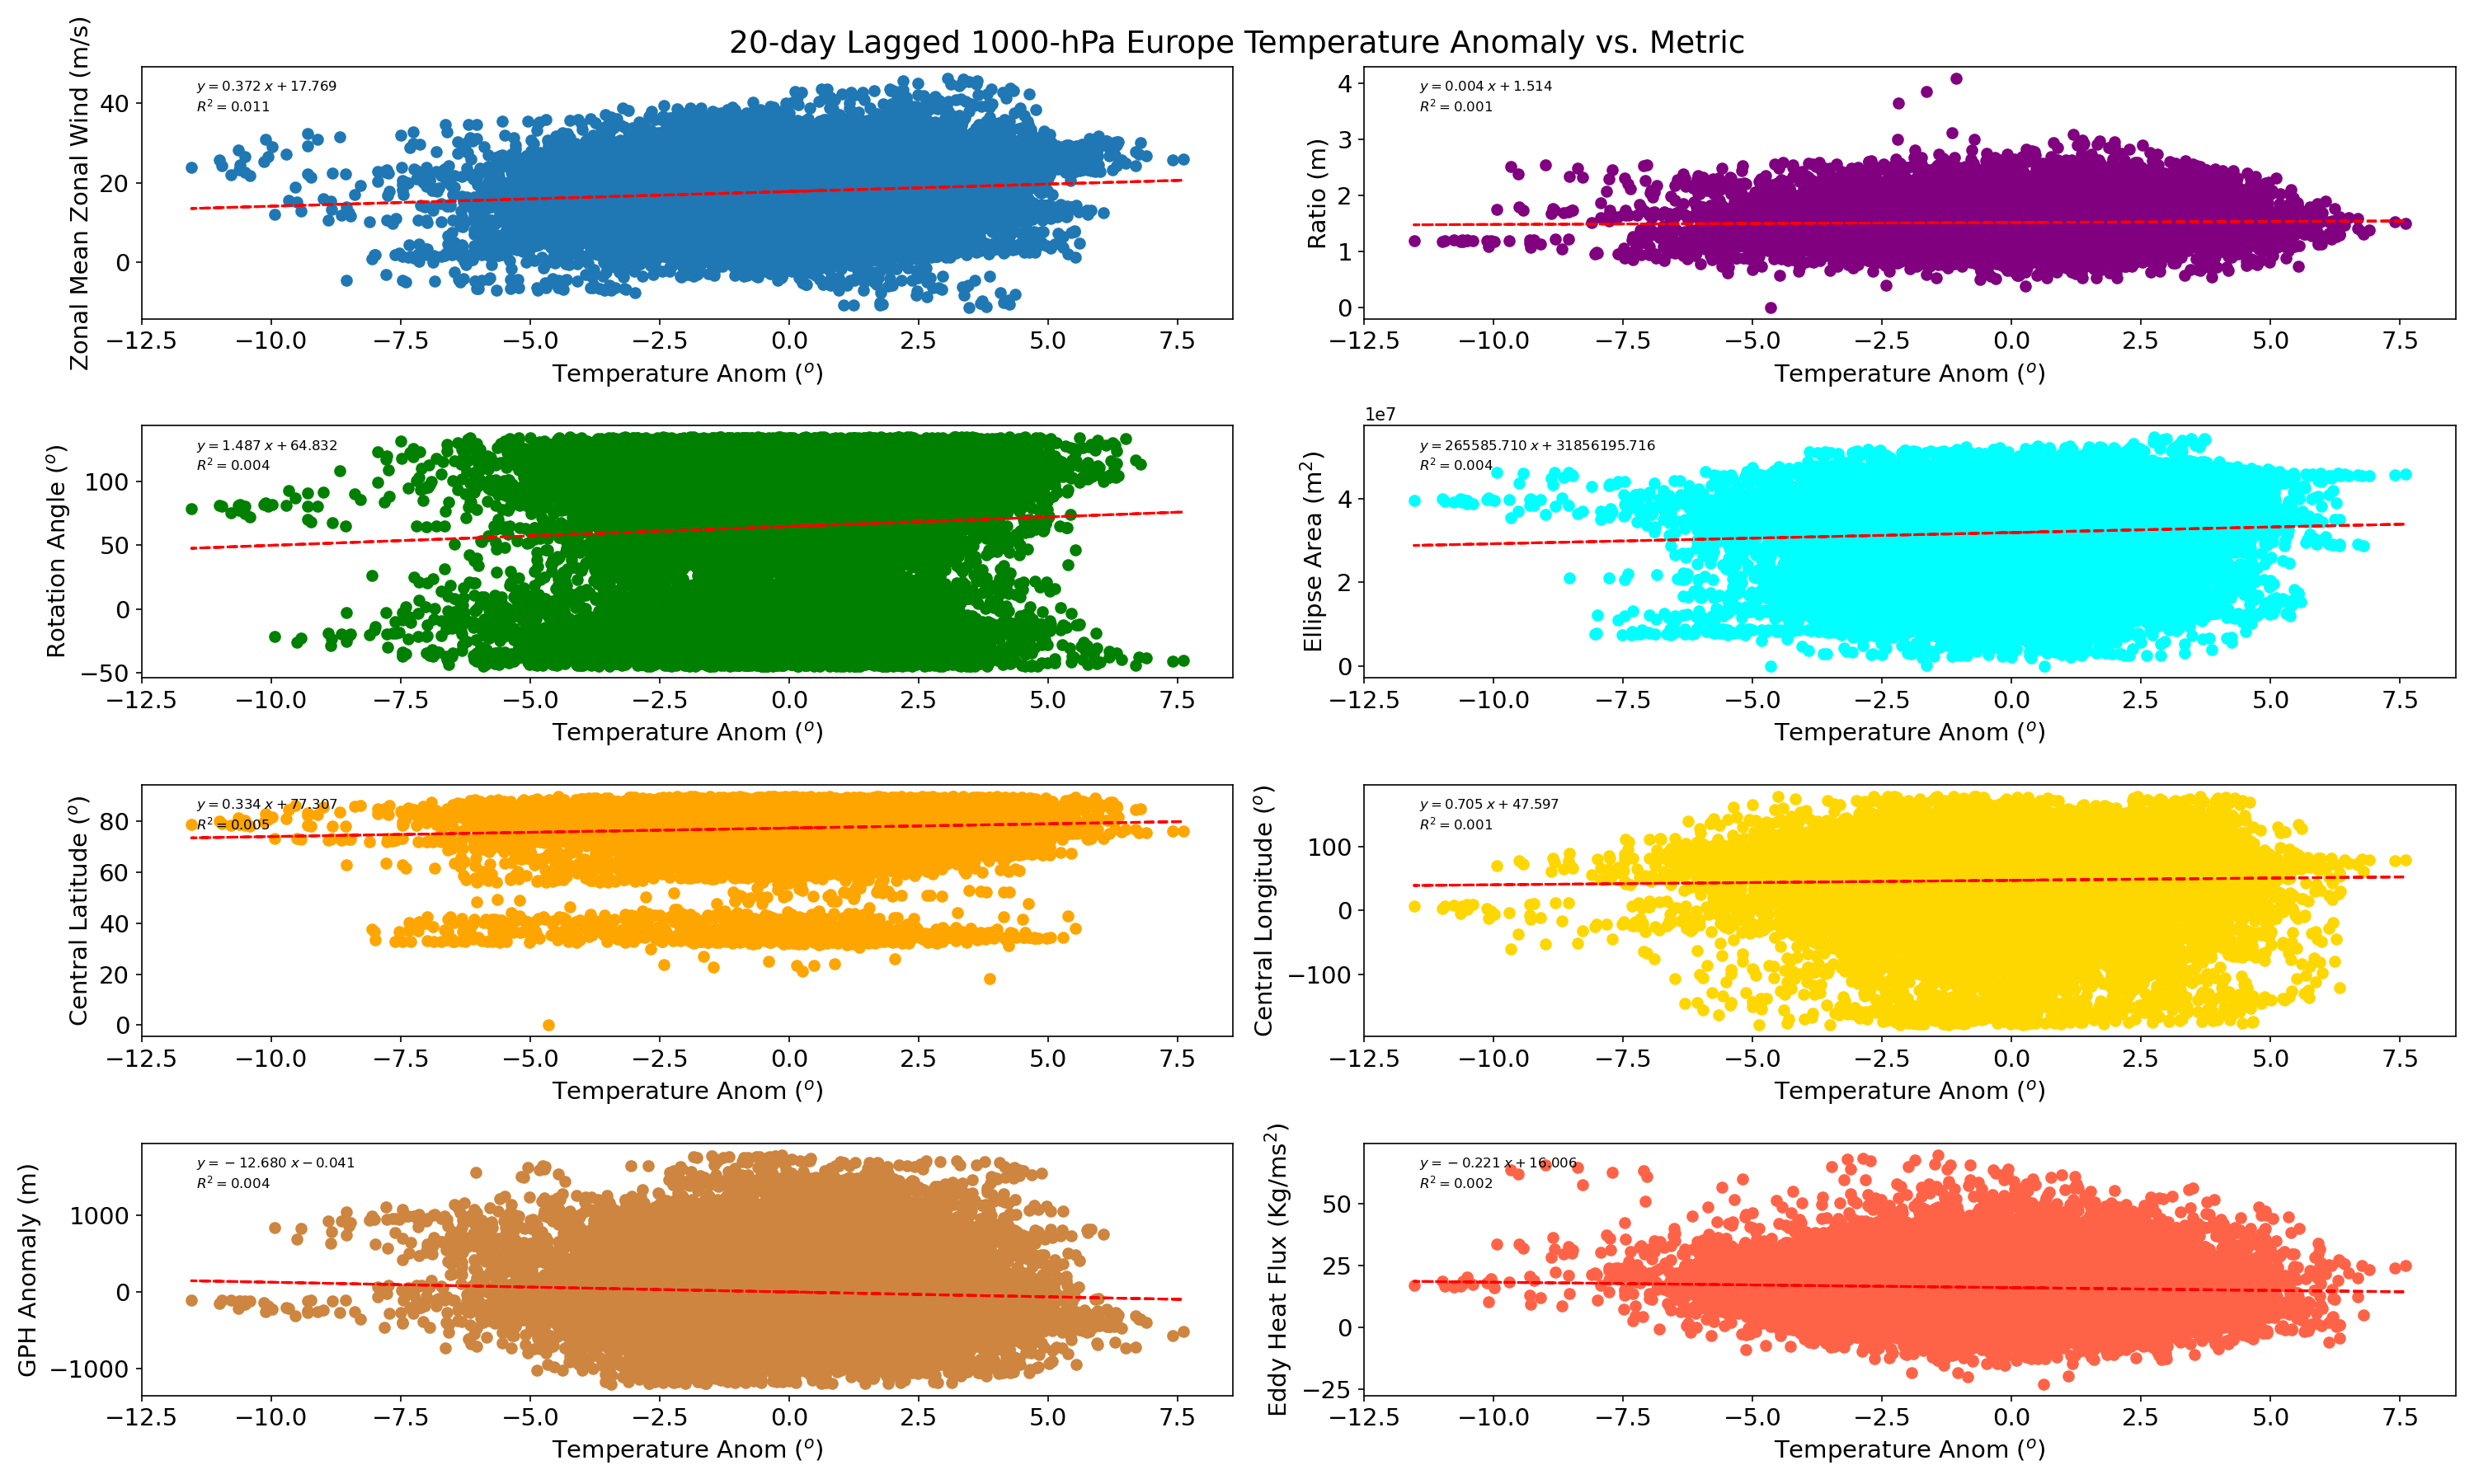 20-day Lagged 1000-hPa Europe Temperature Anomaly vs. Metric
Zonal Mean Zonal Wind (m/s)
40
20
0
y = 0.372 x + 17.769
R² = 0.011
−12.5 −10.0 −7.5 −5.0 −2.5 0.0 2.5 5.0 7.5
Temperature Anom (°)
Ratio (m)
4
3
2
1
0
y = 0.004 x + 1.514
R² = 0.001
−12.5 −10.0 −7.5 −5.0 −2.5 0.0 2.5 5.0 7.5
Temperature Anom (°)
Rotation Angle (°)
100
50
0
−50
y = 1.487 x + 64.832
R² = 0.004
−12.5 −10.0 −7.5 −5.0 −2.5 0.0 2.5 5.0 7.5
Temperature Anom (°)
1e7
Ellipse Area (m²)
4
2
0
y = 265585.710 x + 31856195.716
R² = 0.004
−12.5 −10.0 −7.5 −5.0 −2.5 0.0 2.5 5.0 7.5
Temperature Anom (°)
Central Latitude (°)
80
60
40
20
0
y = 0.334 x + 77.307
R² = 0.005
−12.5 −10.0 −7.5 −5.0 −2.5 0.0 2.5 5.0 7.5
Temperature Anom (°)
Central Longitude (°)
100
0
−100
y = 0.705 x + 47.597
R² = 0.001
−12.5 −10.0 −7.5 −5.0 −2.5 0.0 2.5 5.0 7.5
Temperature Anom (°)
GPH Anomaly (m)
1000
0
−1000
y = −12.680 x − 0.041
R² = 0.004
−12.5 −10.0 −7.5 −5.0 −2.5 0.0 2.5 5.0 7.5
Temperature Anom (°)
Eddy Heat Flux (Kg/ms²)
50
25
0
−25
y = −0.221 x + 16.006
R² = 0.002
−12.5 −10.0 −7.5 −5.0 −2.5 0.0 2.5 5.0 7.5
Temperature Anom (°)